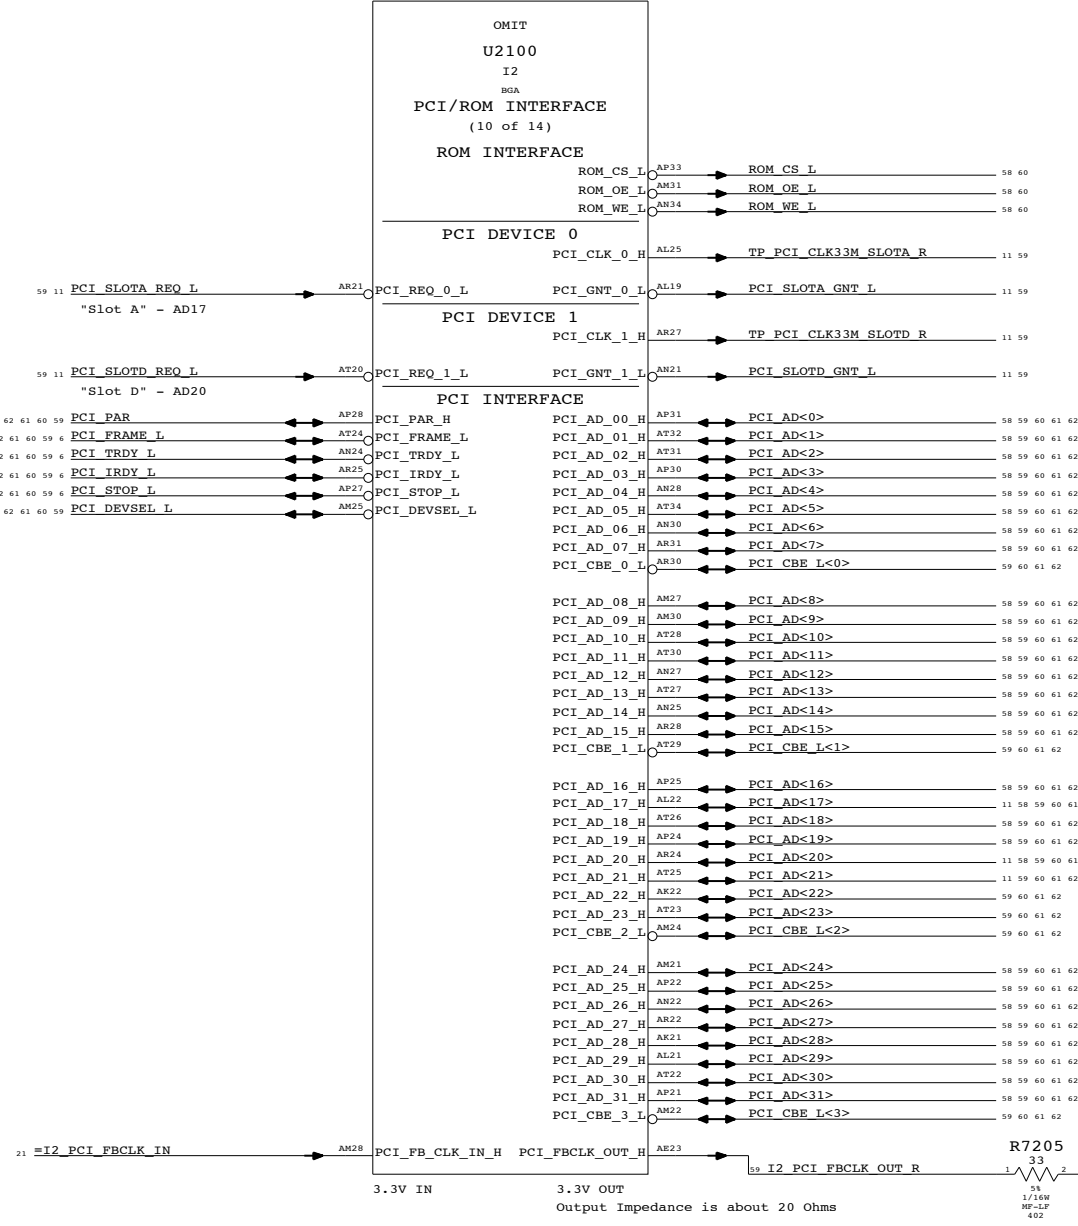 OMIT
U2100
I2
BGA
PCI/ROM INTERFACE
(10 of 14)
ROM INTERFACE
ROM_CS_L AP33 ROM_CS_L 58 60
ROM_OE_L AM31 ROM_OE_L 58 60
ROM_WE_L AN34 ROM_WE_L 58 60
PCI DEVICE 0
PCI_CLK_0_H AL25 TP_PCI_CLK33M_SLOTA_R 11 59
59 11 PCI_SLOTA_REQ_L AR21 PCI_REQ_0_L PCI_GNT_0_L AL19 PCI_SLOTA_GNT_L 11 59
"Slot A" - AD17
PCI DEVICE 1
PCI_CLK_1_H AR27 TP_PCI_CLK33M_SLOTD_R 11 59
59 11 PCI_SLOTD_REQ_L AT20 PCI_REQ_1_L PCI_GNT_1_L AN21 PCI_SLOTD_GNT_L 11 59
"Slot D" - AD20
PCI INTERFACE
62 61 60 59 PCI_PAR AP28 PCI_PAR_H PCI_AD_00_H AP31 PCI_AD<0> 58 59 60 61 62
2 61 60 59 6 PCI_FRAME_L AT24 PCI_FRAME_L PCI_AD_01_H AT32 PCI_AD<1> 58 59 60 61 62
2 61 60 59 6 PCI_TRDY_L AN24 PCI_TRDY_L PCI_AD_02_H AT31 PCI_AD<2> 58 59 60 61 62
2 61 60 59 6 PCI_IRDY_L AR25 PCI_IRDY_L PCI_AD_03_H AP30 PCI_AD<3> 58 59 60 61 62
2 61 60 59 6 PCI_STOP_L AP27 PCI_STOP_L PCI_AD_04_H AN28 PCI_AD<4> 58 59 60 61 62
62 61 60 59 PCI_DEVSEL_L AM25 PCI_DEVSEL_L PCI_AD_05_H AT34 PCI_AD<5> 58 59 60 61 62
PCI_AD_06_H AN30 PCI_AD<6> 58 59 60 61 62
PCI_AD_07_H AR31 PCI_AD<7> 58 59 60 61 62
PCI_CBE_0_L AR30 PCI_CBE_L<0> 59 60 61 62
PCI_AD_08_H AM27 PCI_AD<8> 58 59 60 61 62
PCI_AD_09_H AM30 PCI_AD<9> 58 59 60 61 62
PCI_AD_10_H AT28 PCI_AD<10> 58 59 60 61 62
PCI_AD_11_H AT30 PCI_AD<11> 58 59 60 61 62
PCI_AD_12_H AN27 PCI_AD<12> 58 59 60 61 62
PCI_AD_13_H AT27 PCI_AD<13> 58 59 60 61 62
PCI_AD_14_H AN25 PCI_AD<14> 58 59 60 61 62
PCI_AD_15_H AR28 PCI_AD<15> 58 59 60 61 62
PCI_CBE_1_L AT29 PCI_CBE_L<1> 59 60 61 62
PCI_AD_16_H AP25 PCI_AD<16> 58 59 60 61 62
PCI_AD_17_H AL22 PCI_AD<17> 11 58 59 60 61 62
PCI_AD_18_H AT26 PCI_AD<18> 58 59 60 61 62
PCI_AD_19_H AP24 PCI_AD<19> 58 59 60 61 62
PCI_AD_20_H AR24 PCI_AD<20> 11 58 59 60 61
PCI_AD_21_H AT25 PCI_AD<21> 11 59 60 61 62
PCI_AD_22_H AK22 PCI_AD<22> 59 60 61 62
PCI_AD_23_H AT23 PCI_AD<23> 59 60 61 62
PCI_CBE_2_L AM24 PCI_CBE_L<2> 59 60 61 62
PCI_AD_24_H AM21 PCI_AD<24> 58 59 60 61 62
PCI_AD_25_H AP22 PCI_AD<25> 58 59 60 61 62
PCI_AD_26_H AN22 PCI_AD<26> 58 59 60 61 62
PCI_AD_27_H AR22 PCI_AD<27> 58 59 60 61 62
PCI_AD_28_H AK21 PCI_AD<28> 58 59 60 61 62
PCI_AD_29_H AL21 PCI_AD<29> 58 59 60 61 62
PCI_AD_30_H AT22 PCI_AD<30> 58 59 60 61 62
PCI_AD_31_H AP21 PCI_AD<31> 58 59 60 61 62
PCI_CBE_3_L AM22 PCI_CBE_L<3> 59 60 61 62
21 =I2_PCI_FBCLK_IN AM28 PCI_FB_CLK_IN_H PCI_FBCLK_OUT_H AE23
59 I2_PCI_FBCLK_OUT_R 1 R7205 2
33
5%
1/16W
MF-LF
402
3.3V IN 3.3V OUT
Output Impedance is about 20 Ohms